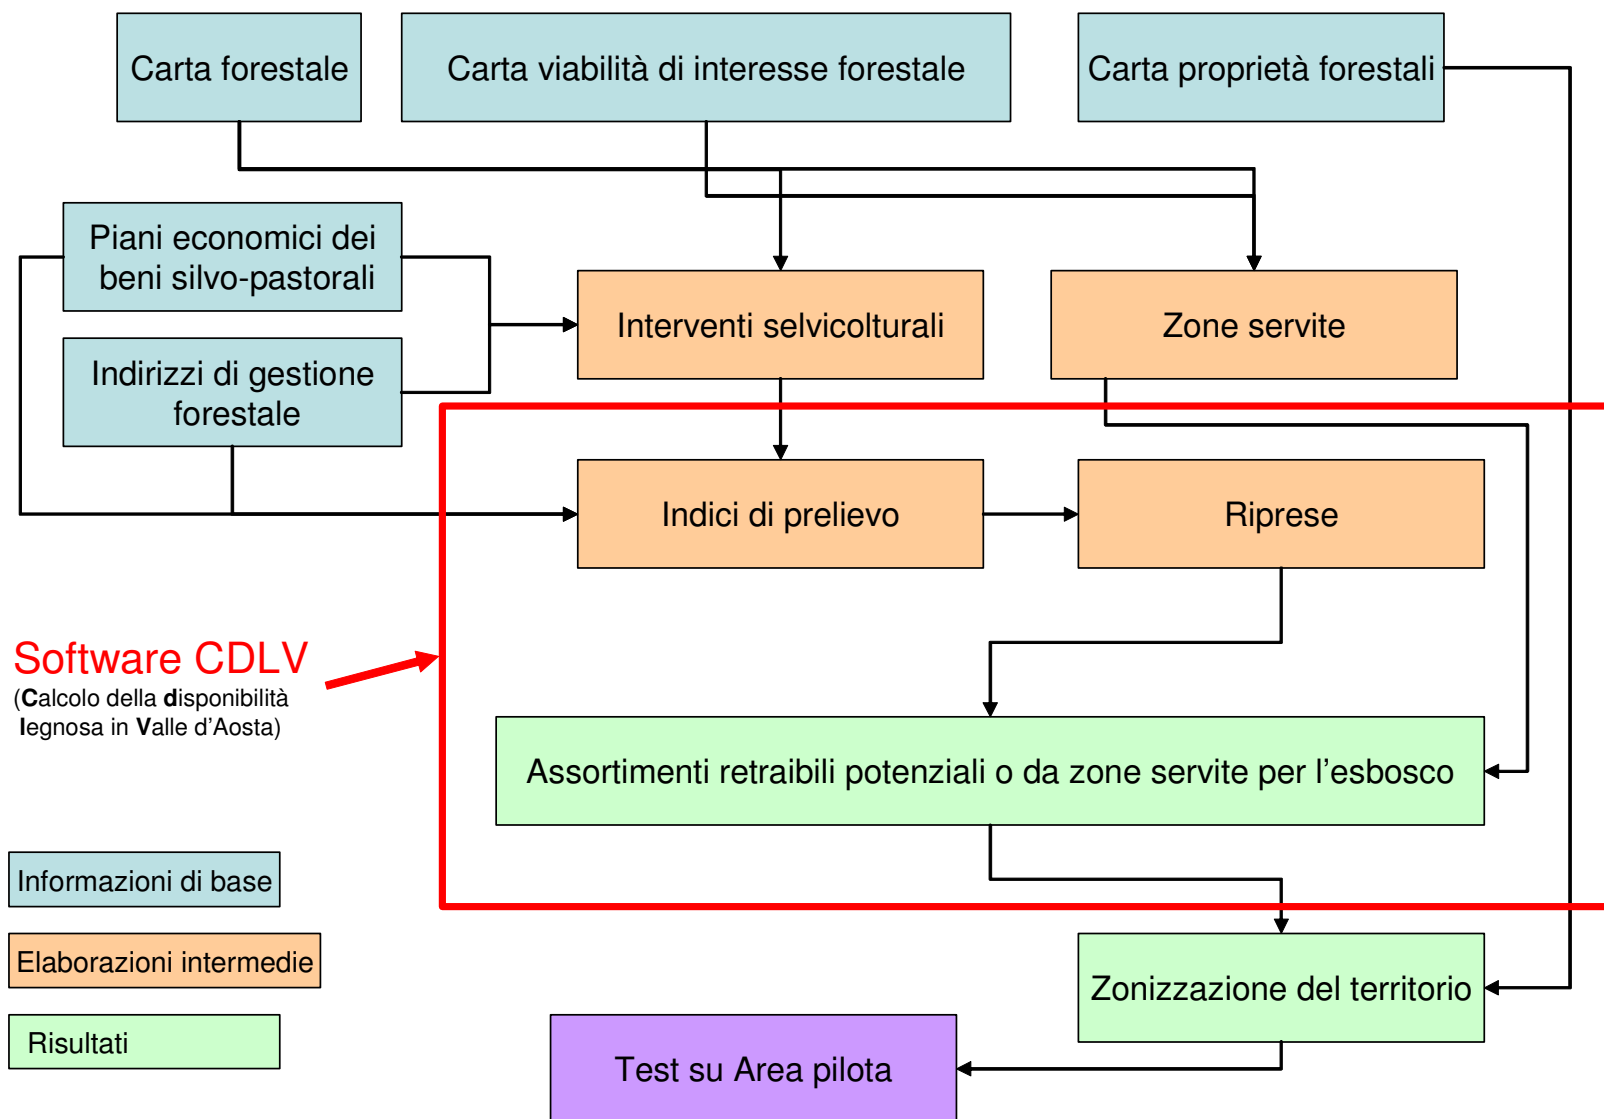 Carta forestale
Carta viabilità di interesse forestale
Carta proprietà forestali
Piani economici dei
beni silvo-pastorali
Indirizzi di gestione
forestale
Interventi selvicolturali
Zone servite
Indici di prelievo
Riprese
Software CDLV
(Calcolo della disponibilità
legnosa in Valle d'Aosta)
Assortimenti retraibili potenziali o da zone servite per l'esbosco
Informazioni di base
Elaborazioni intermedie
Risultati
Zonizzazione del territorio
Test su Area pilota